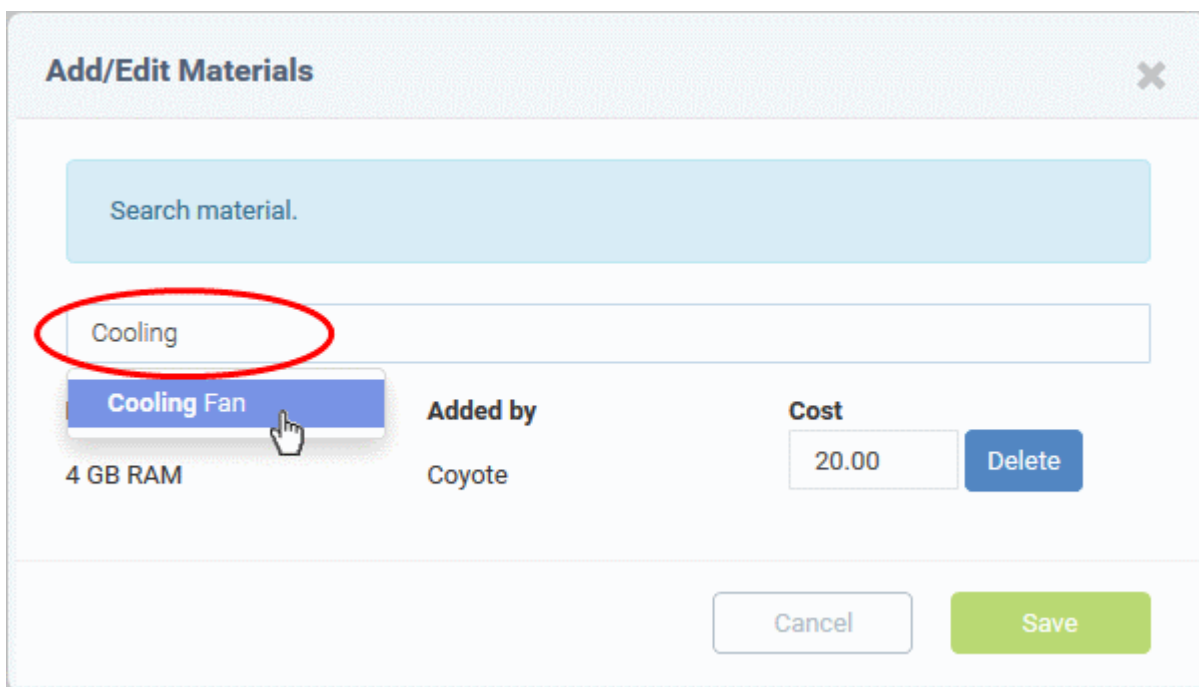 Add/Edit Materials
Search material.
Cooling
Cooling Fan
Added by
Cost
4 GB RAM
Coyote
20.00
Delete
Cancel
Save